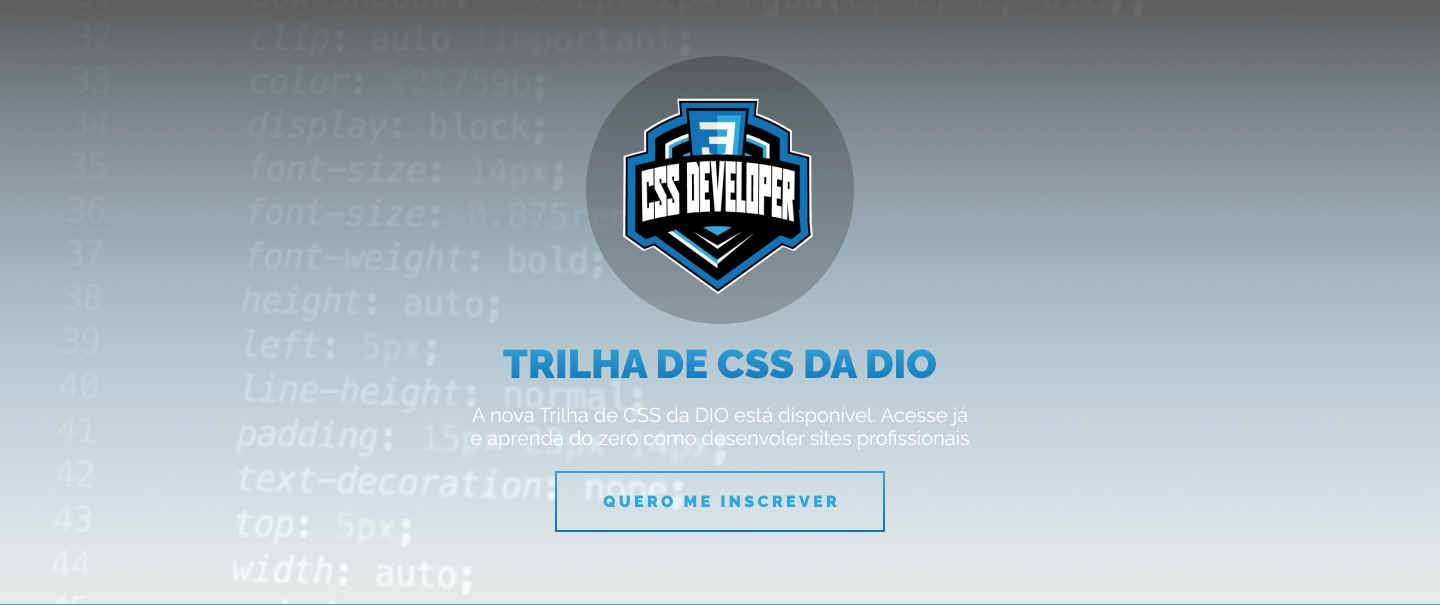 32 clip: auto !important;
33 color: #21759b;
34 display: block;
35 font-size: 14px;
36 font-size: 0.875
37 font-weight: bold;
38 height: auto;
39 left: 5px;
40 line-height: normal;
41 padding: 15px 23px 14px;
42 text-decoration: none;
43 top: 5px;
44 width: auto;
3
CSS DEVELOPER
TRILHA DE CSS DA DIO
A nova Trilha de CSS da DIO está disponível. Acesse já
e aprenda do zero como desenvoler sites profissionais
QUERO ME INSCREVER